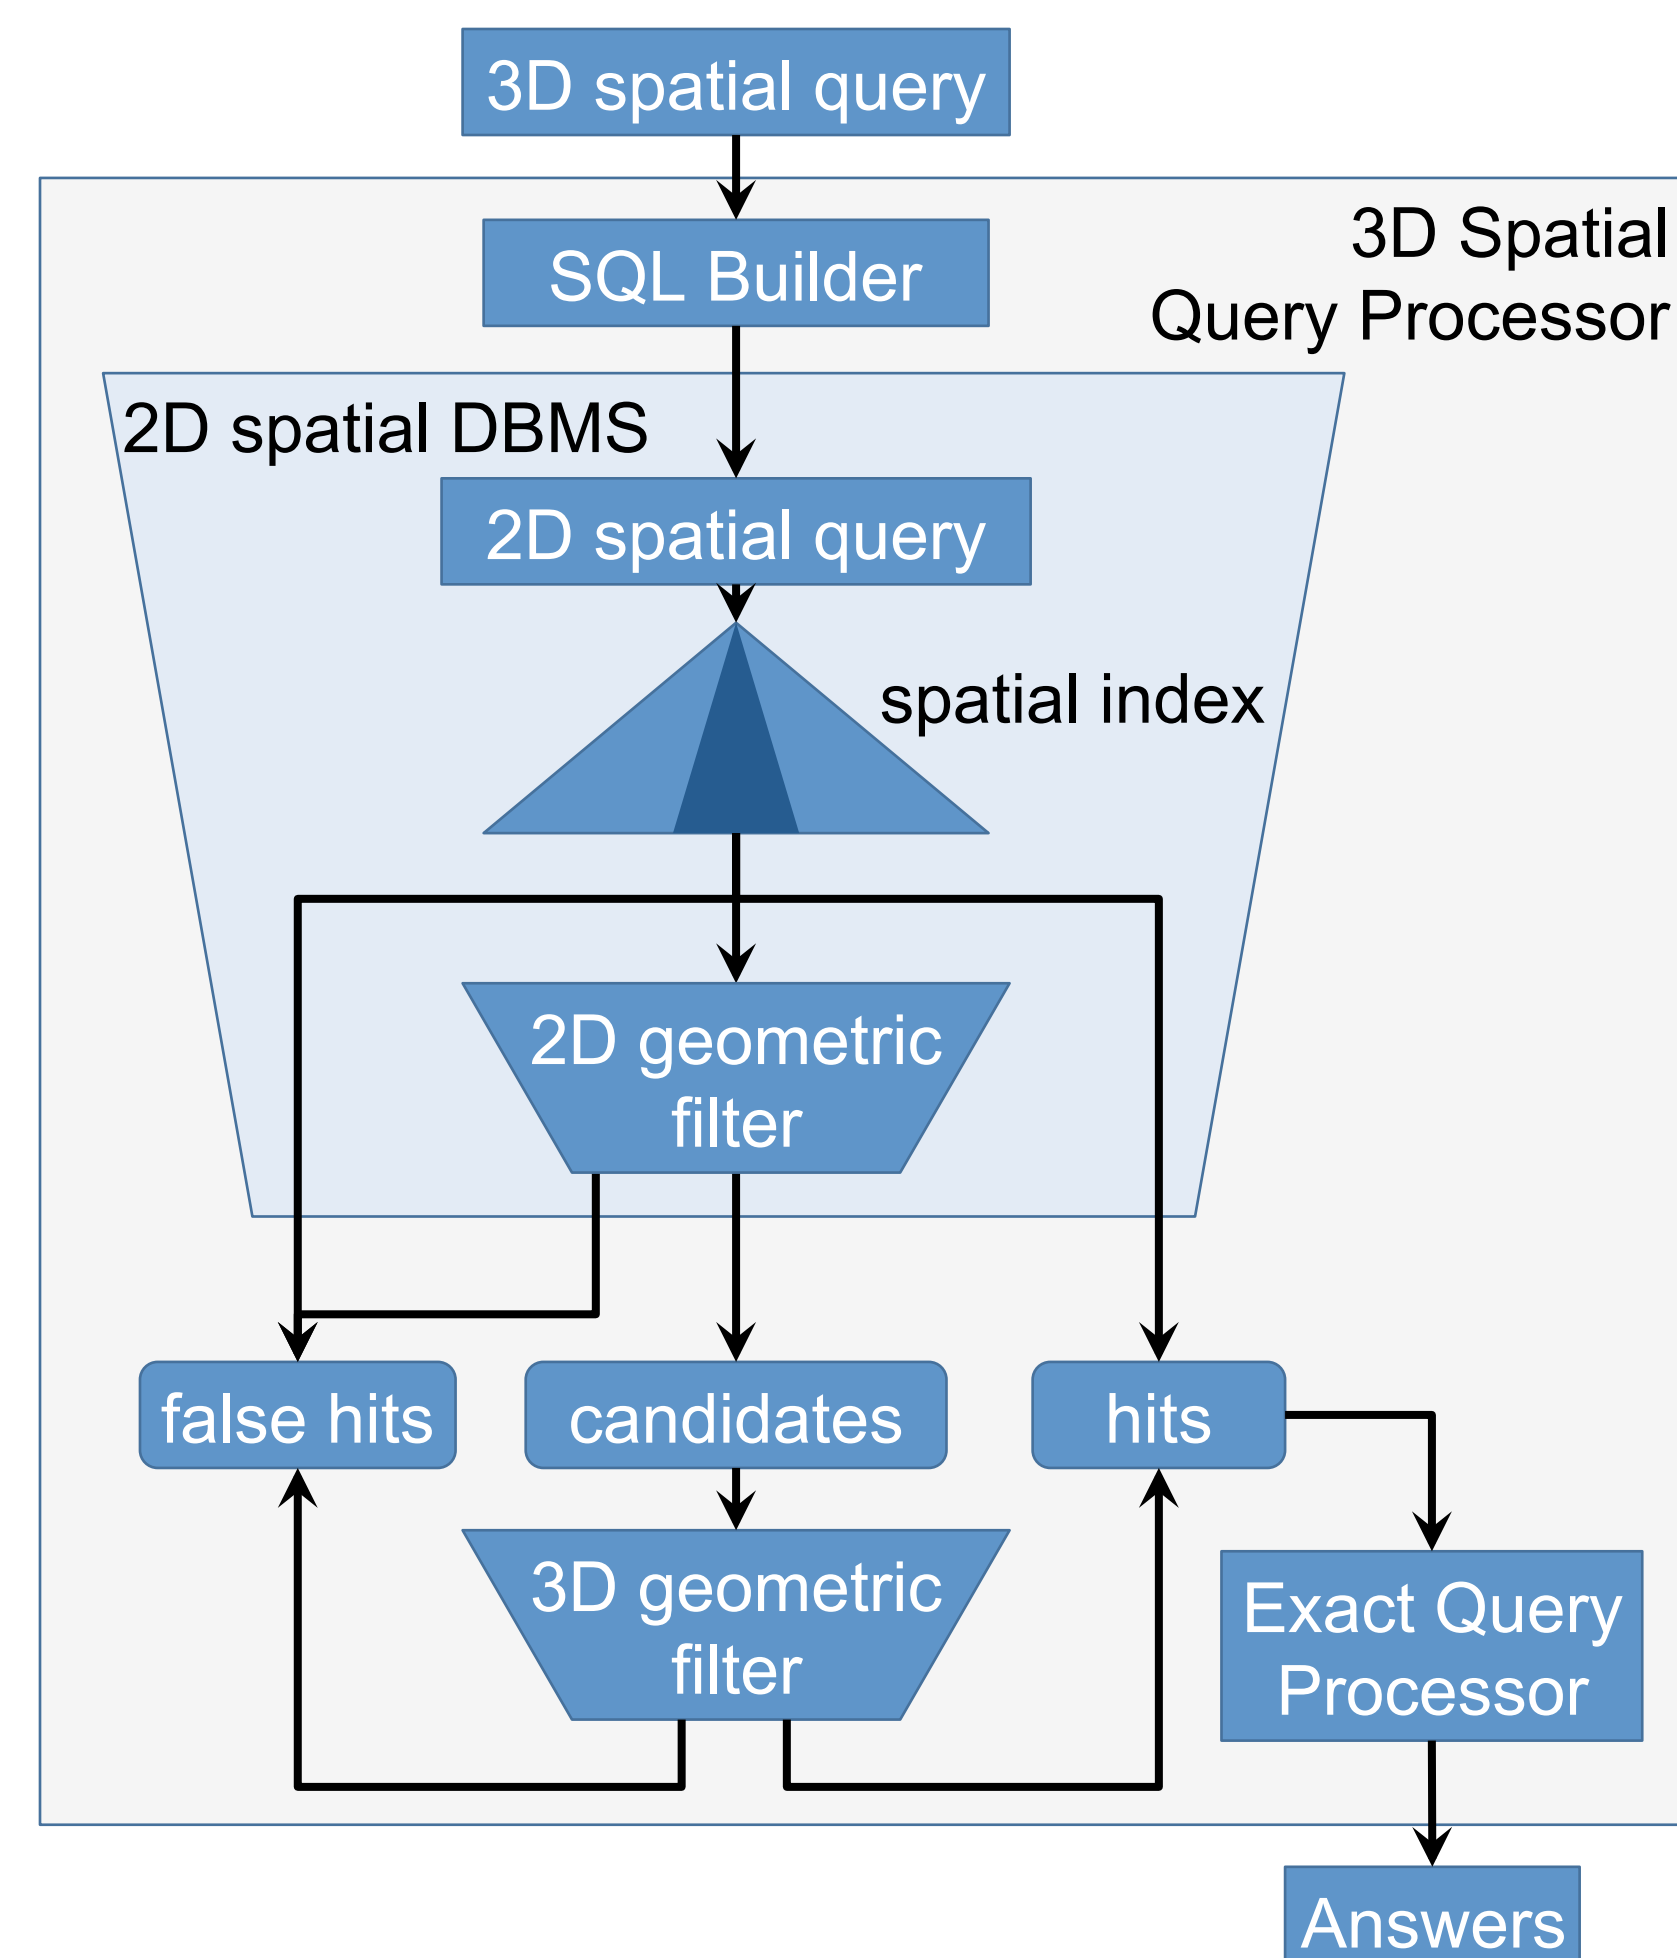 3D spatial query
3D Spatial
Query Processor
SQL Builder
2D spatial DBMS
2D spatial query
spatial index
2D geometric
filter
false hits
candidates
hits
3D geometric
filter
Exact Query
Processor
Answers